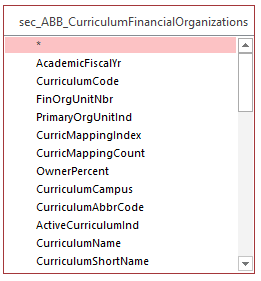 sec_ABB_CurriculumFinancialOrganizations
*
AcademicFiscalYr
CurriculumCode
FinOrgUnitNbr
PrimaryOrgUnitInd
CurricMappingIndex
CurricMappingCount
OwnerPercent
CurriculumCampus
CurriculumAbbrCode
ActiveCurriculumInd
CurriculumName
CurriculumShortName